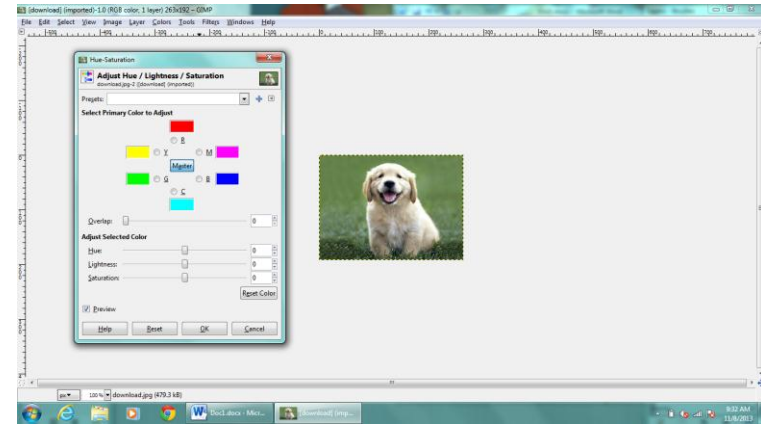 [download] (imported)-1.0 (RGB color, 1 layer) 263x192 – GIMP
File Edit Select View Image Layer Colors Tools Filters Windows Help
Hue-Saturation
Adjust Hue / Lightness / Saturation
download.jpg-2 ([download] (imported))
Presets:
Select Primary Color to Adjust
R
Y M
Master
G B
C
Overlap: 0
Adjust Selected Color
Hue: 0
Lightness: 0
Saturation: 0
Reset Color
Preview
Help Reset OK Cancel
px 100 % download.jpg (479.3 kB)
Doc1.docx - Micr... [download] (imp...
9:32 AM
11/8/2013